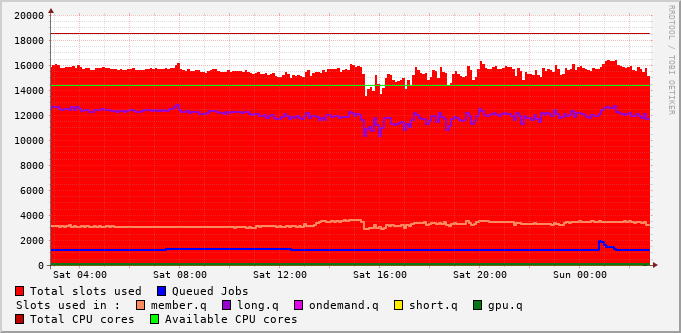 RRDTOOL / TOBI OETIKER
20000
18000
16000
14000
12000
10000
8000
6000
4000
2000
0
Sat 04:00 Sat 08:00 Sat 12:00 Sat 16:00 Sat 20:00 Sun 00:00
Total slots used Queued Jobs
Slots used in : member.q long.q ondemand.q short.q gpu.q
Total CPU cores Available CPU cores